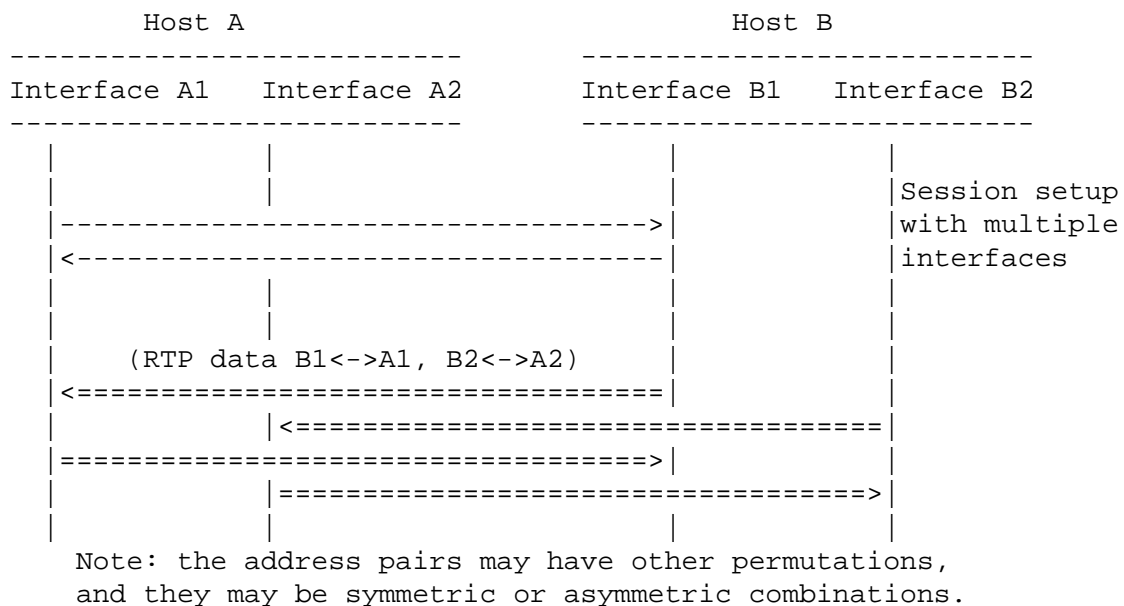 Host A Host B
Interface A1 Interface A2 Interface B1 Interface B2
Session setup
with multiple
interfaces
(RTP data B1<->A1, B2<->A2)
Note: the address pairs may have other permutations,
and they may be symmetric or asymmetric combinations.